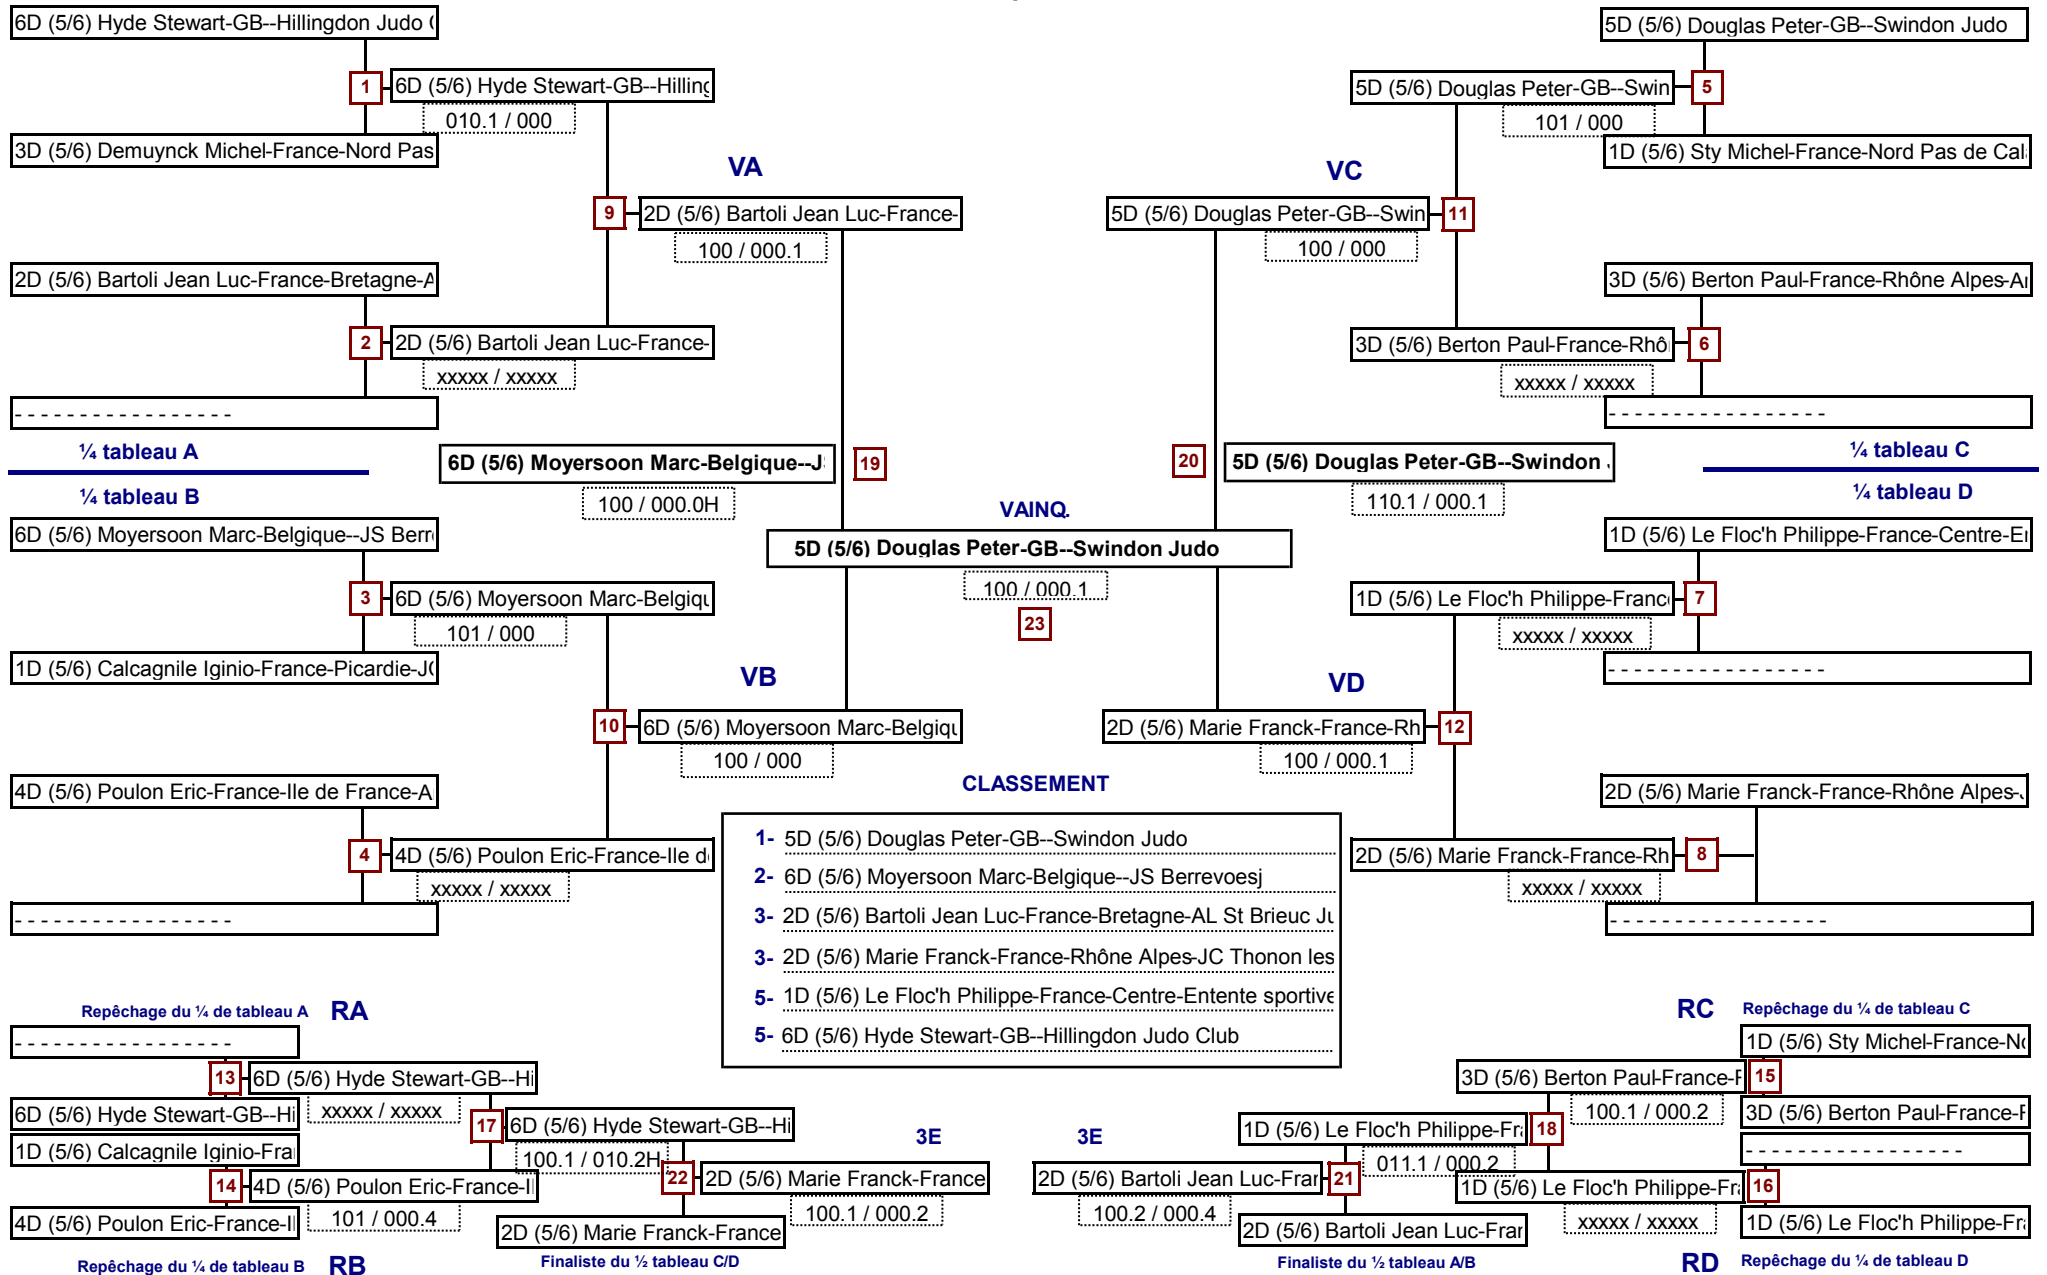 6D (5/6) Hyde Stewart-GB--Hillingdon Judo
1
6D (5/6) Hyde Stewart-GB--Hilling
010.1 / 000
3D (5/6) Demuynck Michel-France-Nord Pas
VA
9
2D (5/6) Bartoli Jean Luc-France-
100 / 000.1
2D (5/6) Bartoli Jean Luc-France-Bretagne-A
2
2D (5/6) Bartoli Jean Luc-France-
xxxxx / xxxxx
- - - - - - - - - - - - - - - - -
¼ tableau A
¼ tableau B
6D (5/6) Moyersoon Marc-Belgique--J
19
100 / 000.0H
6D (5/6) Moyersoon Marc-Belgique--JS Berr
3
6D (5/6) Moyersoon Marc-Belgiqu
101 / 000
1D (5/6) Calcagnile Iginio-France-Picardie-J
VB
10
6D (5/6) Moyersoon Marc-Belgiqu
100 / 000
4D (5/6) Poulon Eric-France-Ile de France-A
4
4D (5/6) Poulon Eric-France-Ile d
xxxxx / xxxxx
- - - - - - - - - - - - - - - - -
5D (5/6) Douglas Peter-GB--Swindon Judo
5
5D (5/6) Douglas Peter-GB--Swin
101 / 000
1D (5/6) Sty Michel-France-Nord Pas de Cal
VC
5D (5/6) Douglas Peter-GB--Swin
11
100 / 000
3D (5/6) Berton Paul-France-Rhône Alpes-A
3D (5/6) Berton Paul-France-Rhô
6
xxxxx / xxxxx
- - - - - - - - - - - - - - - - -
¼ tableau C
¼ tableau D
20
5D (5/6) Douglas Peter-GB--Swindon
110.1 / 000.1
VAINQ.
5D (5/6) Douglas Peter-GB--Swindon Judo
100 / 000.1
23
1D (5/6) Le Floc'h Philippe-France-Centre-E
1D (5/6) Le Floc'h Philippe-Franc
7
xxxxx / xxxxx
- - - - - - - - - - - - - - - - -
VD
2D (5/6) Marie Franck-France-Rh
12
100 / 000.1
2D (5/6) Marie Franck-France-Rhône Alpes-
2D (5/6) Marie Franck-France-Rh
8
xxxxx / xxxxx
- - - - - - - - - - - - - - - - -
CLASSEMENT
1- 5D (5/6) Douglas Peter-GB--Swindon Judo
2- 6D (5/6) Moyersoon Marc-Belgique--JS Berrevoesj
3- 2D (5/6) Bartoli Jean Luc-France-Bretagne-AL St Brieuc Ju
3- 2D (5/6) Marie Franck-France-Rhône Alpes-JC Thonon les
5- 1D (5/6) Le Floc'h Philippe-France-Centre-Entente sportive
5- 6D (5/6) Hyde Stewart-GB--Hillingdon Judo Club
Repêchage du ¼ de tableau A RA
- - - - - - - - - - - - - - - - -
13
6D (5/6) Hyde Stewart-GB--Hi
xxxxx / xxxxx
6D (5/6) Hyde Stewart-GB--Hi
17
6D (5/6) Hyde Stewart-GB--Hi
100.1 / 010.2H
1D (5/6) Calcagnile Iginio-Fra
14
4D (5/6) Poulon Eric-France-I
101 / 000.4
4D (5/6) Poulon Eric-France-I
Repêchage du ¼ de tableau B RB
3E
22
2D (5/6) Marie Franck-France
100.1 / 000.2
2D (5/6) Marie Franck-France
Finaliste du ½ tableau C/D
RC Repêchage du ¼ de tableau C
1D (5/6) Sty Michel-France-N
3D (5/6) Berton Paul-France-
15
100.1 / 000.2
3D (5/6) Berton Paul-France-
3E
1D (5/6) Le Floc'h Philippe-Fr
18
011.1 / 000.2
- - - - - - - - - - - - - - - - -
2D (5/6) Bartoli Jean Luc-Fran
21
100.2 / 000.4
1D (5/6) Le Floc'h Philippe-Fr
16
xxxxx / xxxxx
2D (5/6) Bartoli Jean Luc-Fran
1D (5/6) Le Floc'h Philippe-Fr
Finaliste du ½ tableau A/B
RD Repêchage du ¼ de tableau D